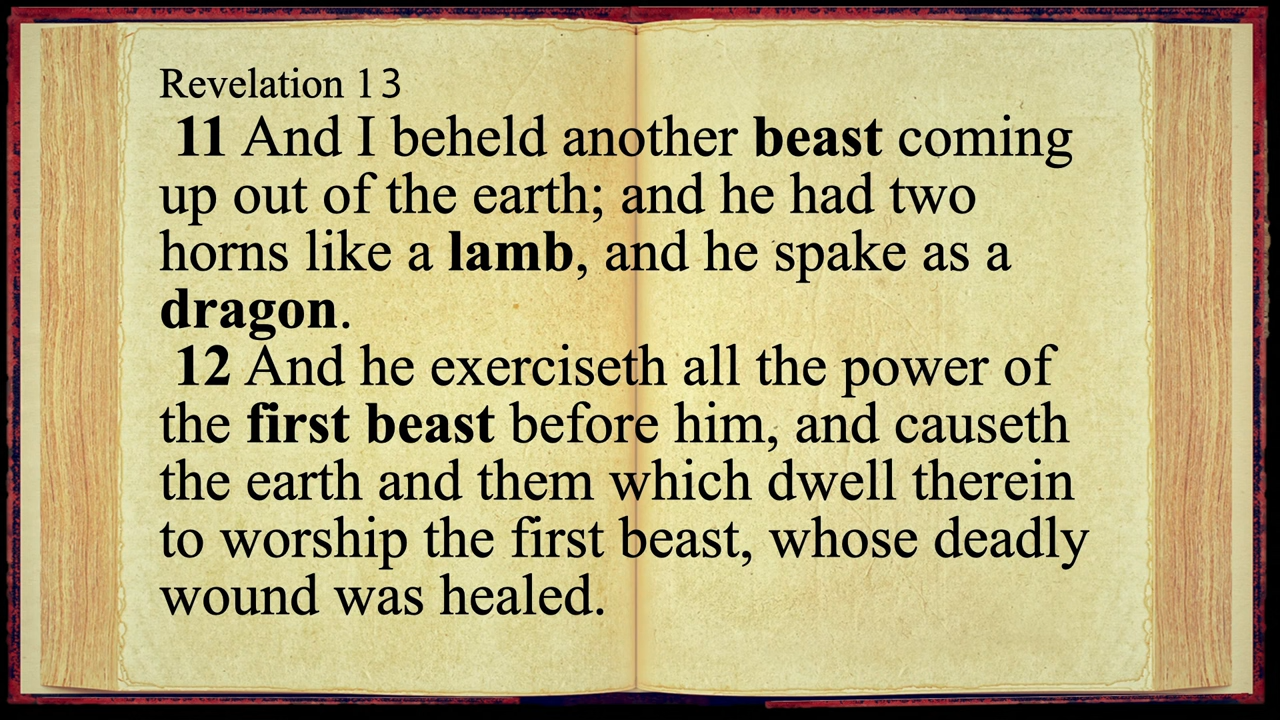 Revelation 13
11 And I beheld another beast coming
up out of the earth; and he had two
horns like a lamb, and he spake as a
dragon.
12 And he exerciseth all the power of
the first beast before him, and causeth
the earth and them which dwell therein
to worship the first beast, whose deadly
wound was healed.